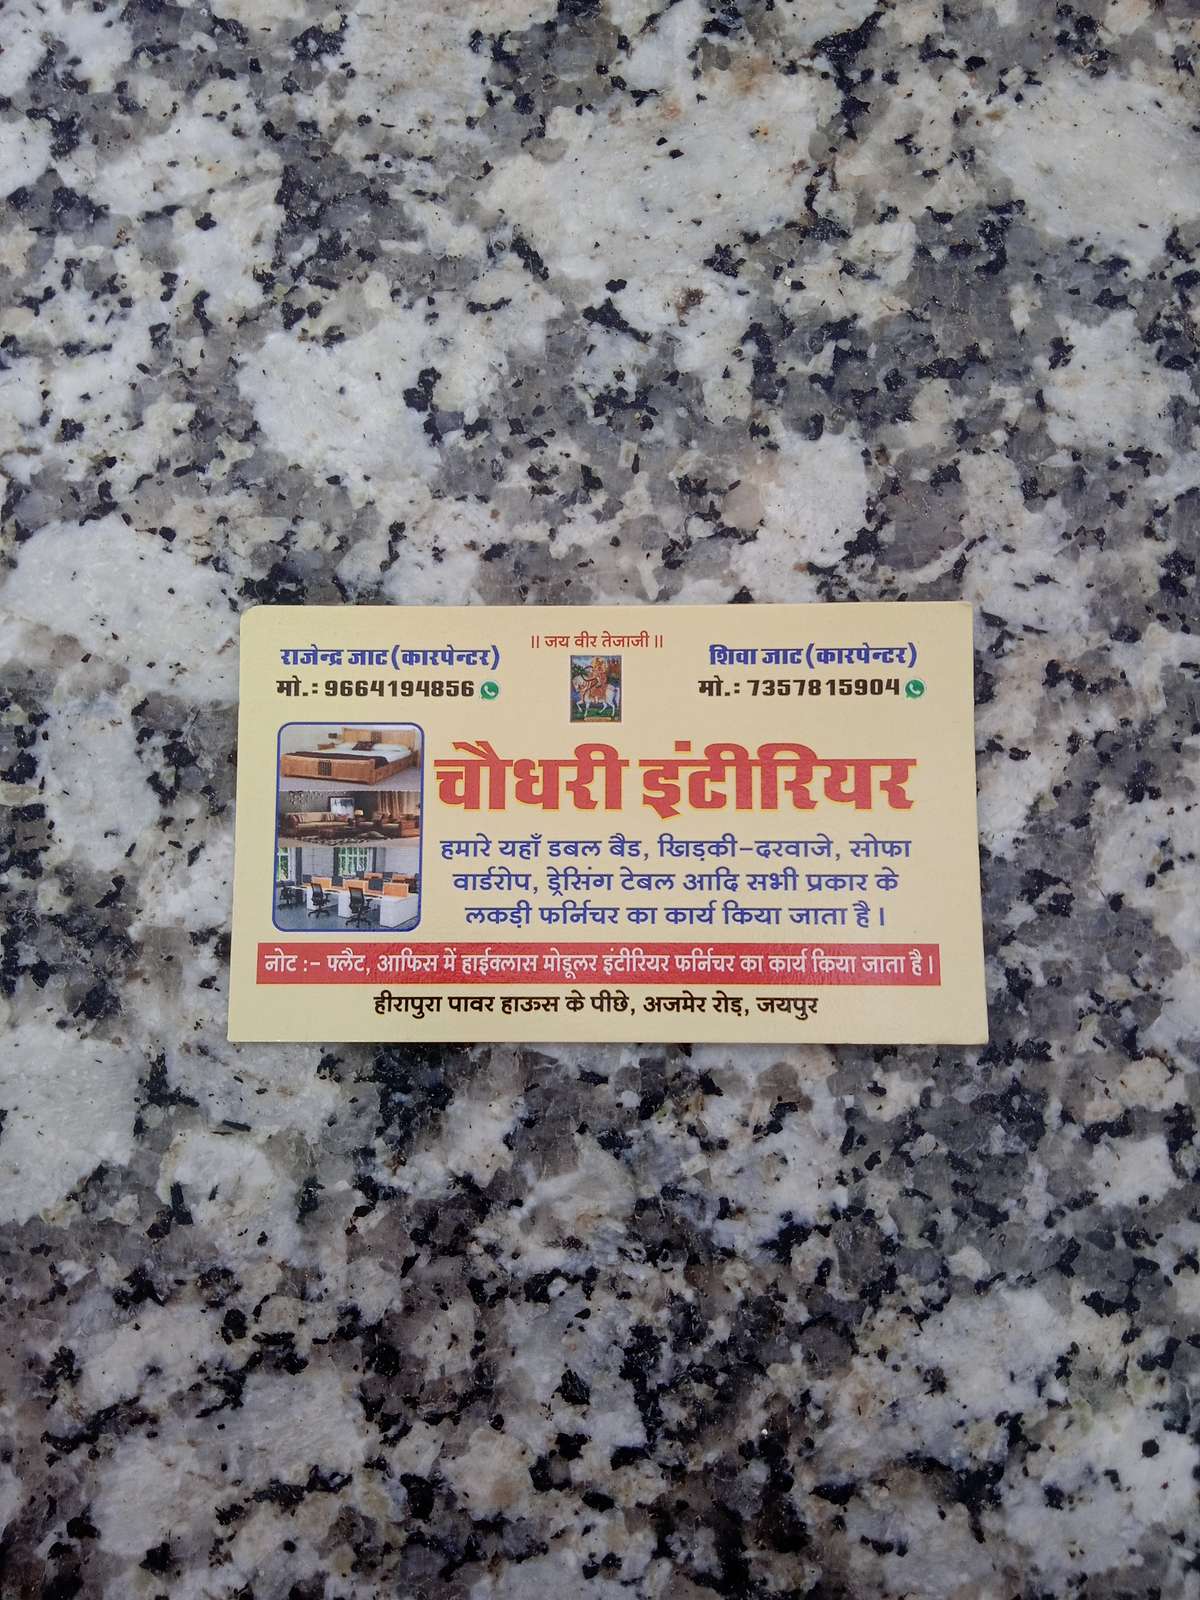 ॥ जय वीर तेजाजी ॥
राजेन्द्र जाट (कारपेन्टर)
मो.: 9664194856
शिवा जाट (कारपेन्टर)
मो.: 7357815904
चौधरी इंटीरियर
हमारे यहाँ डबल बैड, खिड़की-दरवाजे, सोफा
वार्डरोप, ड्रेसिंग टेबल आदि सभी प्रकार के
लकड़ी फर्निचर का कार्य किया जाता है।
नोट :- फ्लैट, आफिस में हाईक्लास मोडूलर इंटीरियर फर्निचर का कार्य किया जाता है।
हीरापुरा पावर हाऊस के पीछे, अजमेर रोड़, जयपुर